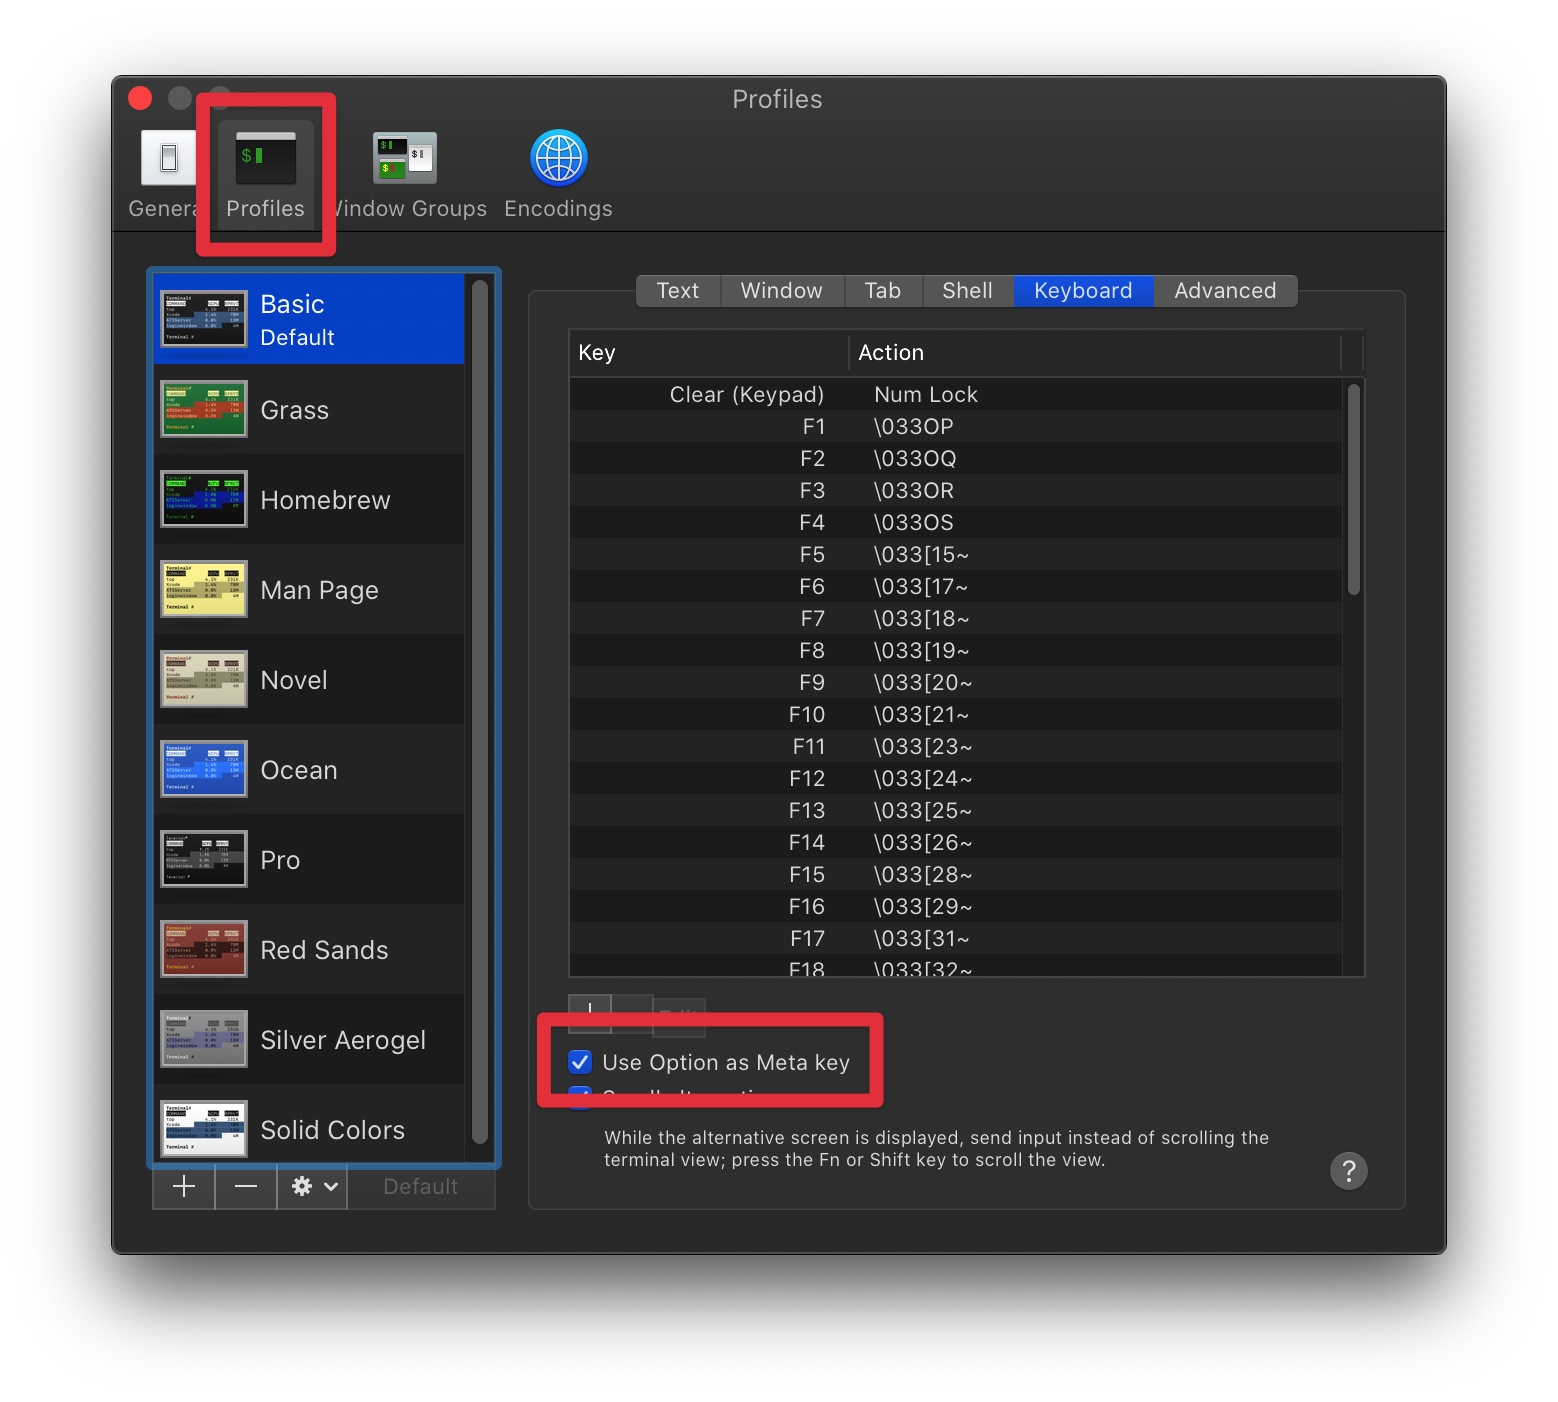 Profiles
Profiles
Window Groups
Encodings
Basic
Default
Grass
Homebrew
Man Page
Novel
Ocean
Pro
Red Sands
Silver Aerogel
Solid Colors
Default
Text Window Tab Shell Keyboard Advanced
Key Action
Clear (Keypad) Num Lock
F1 \033OP
F2 \033OQ
F3 \033OR
F4 \033OS
F5 \033[15~
F6 \033[17~
F7 \033[18~
F8 \033[19~
F9 \033[20~
F10 \033[21~
F11 \033[23~
F12 \033[24~
F13 \033[25~
F14 \033[26~
F15 \033[28~
F16 \033[29~
F17 \033[31~
F18 \033[32~
Use Option as Meta key
While the alternative screen is displayed, send input instead of scrolling the
terminal view; press the Fn or Shift key to scroll the view.
?